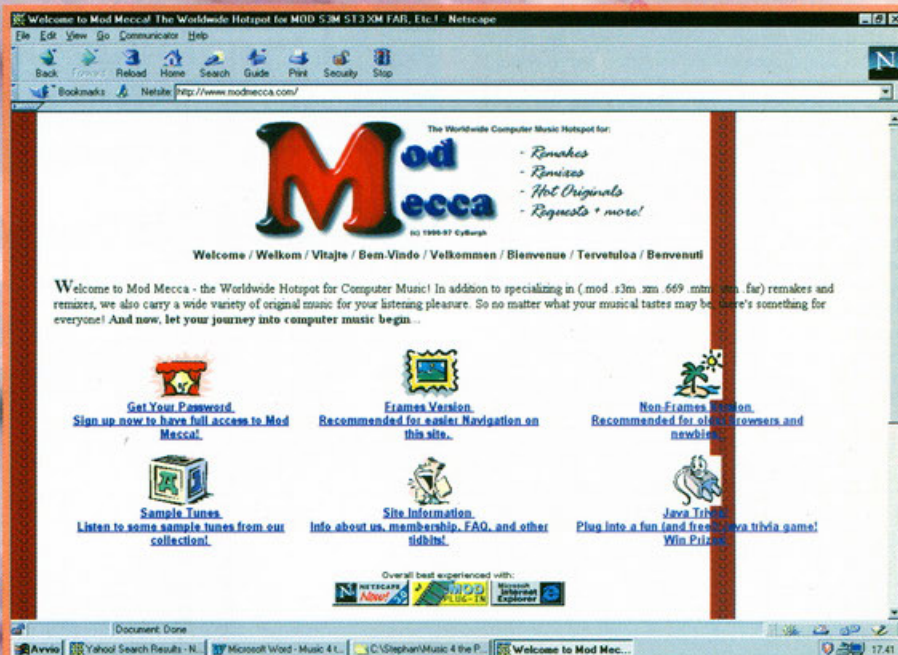 Welcome to Mod Mecca! The Worldwide Hotspot for MOD S3M ST3 XM FAR, Etc.! - Netscape
File Edit View Go Communicator Help
Back Forward Reload Home Search Guide Print Security Stop
N
Bookmarks Netsite: http://www.modmecca.com/
The Worldwide Computer Music Hotspot for:
Mod
Mecca
- Remakes
- Remixes
- Hot Originals
- Requests + more!
(c) 1996-97 CyBurgh
Welcome / Welkom / Vitajte / Bem-Vindo / Velkommen / Bienvenue / Tervetuloa / Benvenuti
Welcome to Mod Mecca - the Worldwide Hotspot for Computer Music! In addition to specializing in (.mod .s3m .xm .669 .mtm .stm .far) remakes and
remixes, we also carry a wide variety of original music for your listening pleasure. So no matter what your musical tastes may be, there's something for
everyone! And now, let your journey into computer music begin...
Get Your Password
Sign up now to have full access to Mod
Mecca!
Frames Version
Recommended for easier Navigation on
this site.
Non-Frames Version
Recommended for older browsers and
newbies.
Sample Tunes
Listen to some sample tunes from our
collection!
Site Information
Info about us, membership, FAQ, and other
tidbits!
Java Trivia
Plug into a fun (and free!) Java trivia game!
Win Prizes!
Overall best experienced with:
N NETSCAPE Now!
MOD PLUG-IN
Microsoft Internet Explorer
Document: Done
Avvio Yahoo! Search Results - N... Microsoft Word - Music 4 t... C:\Stephan\Music 4 the P... Welcome to Mod Mec... 17.41